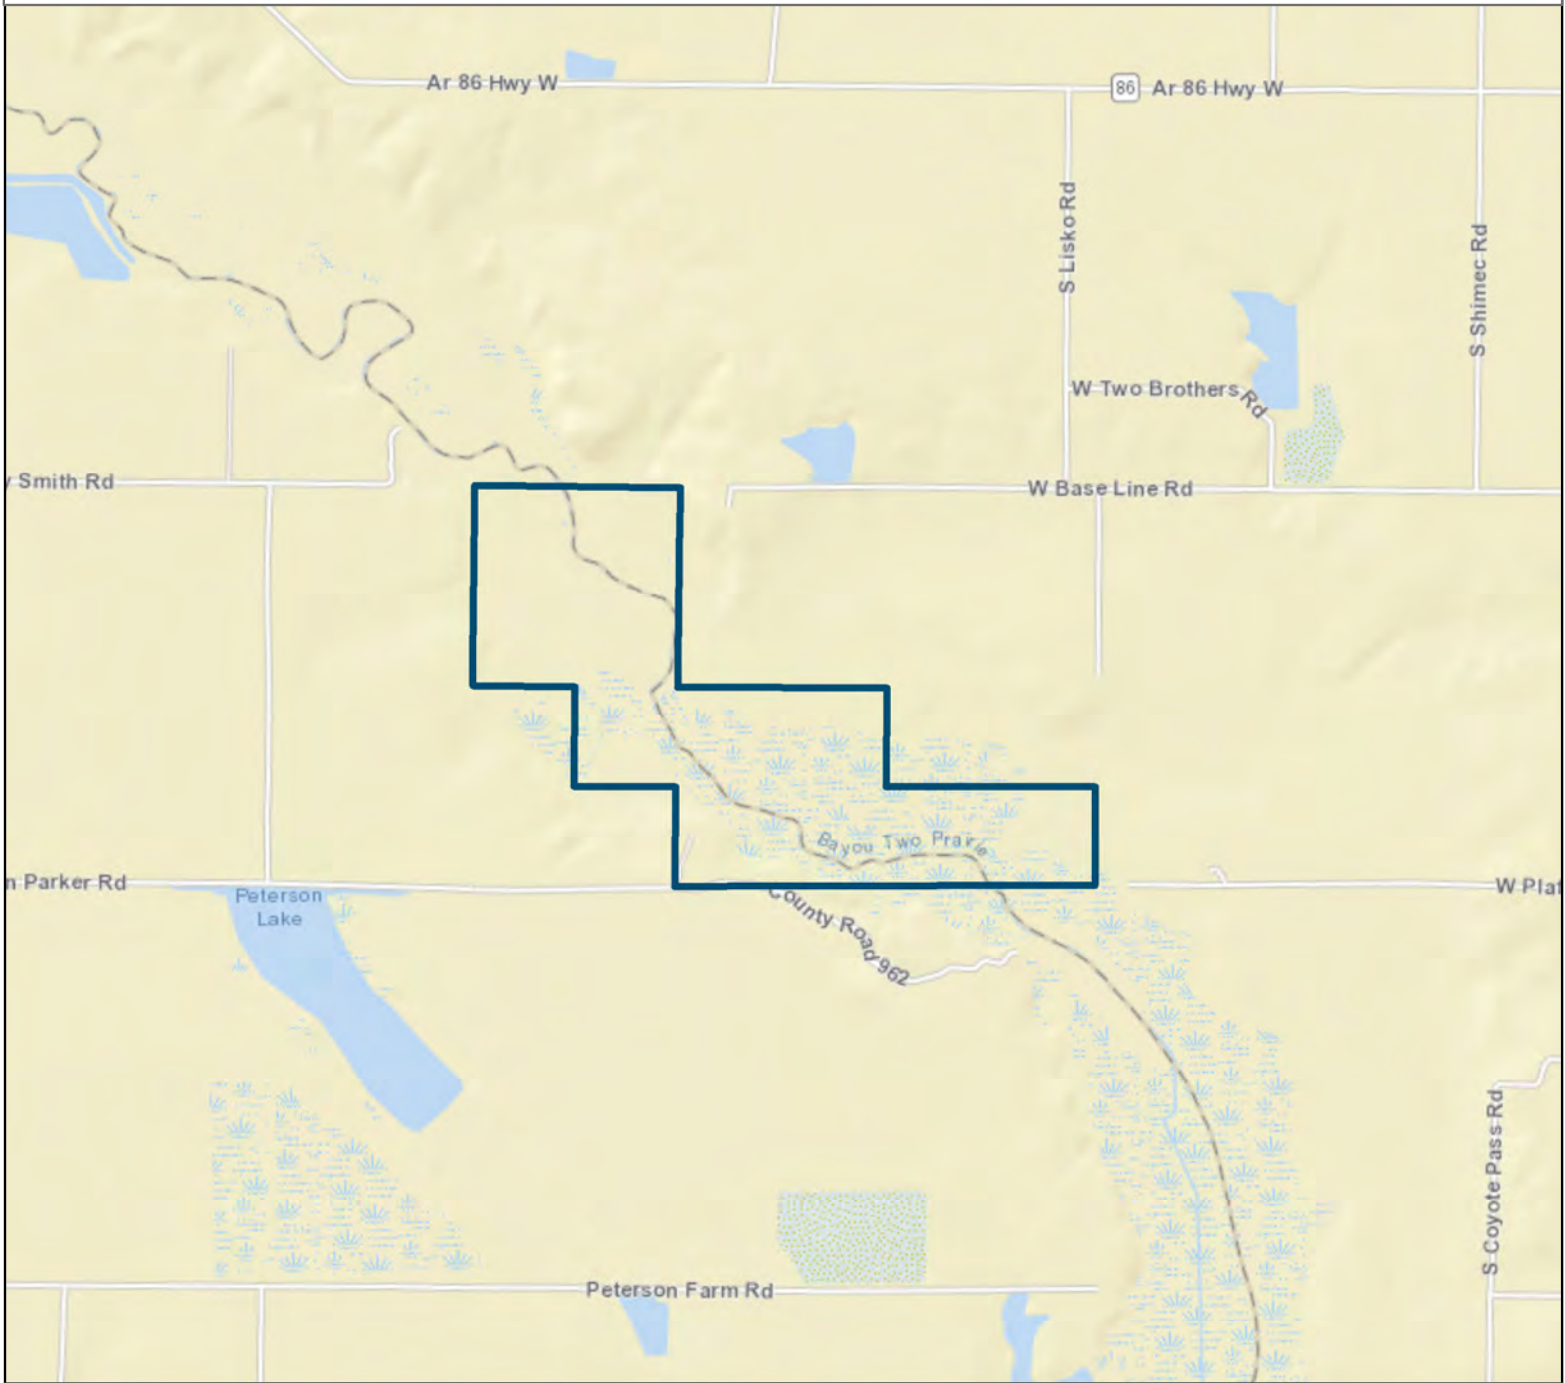 Ar 86 Hwy W
86
Ar 86 Hwy W
S Lisko Rd
S Shimec Rd
W Two Brothers Rd
Smith Rd
W Base Line Rd
Bayou Two Prairie
n Parker Rd
Peterson
Lake
W Plat
County Road 962
S Coyote Pass Rd
Peterson Farm Rd